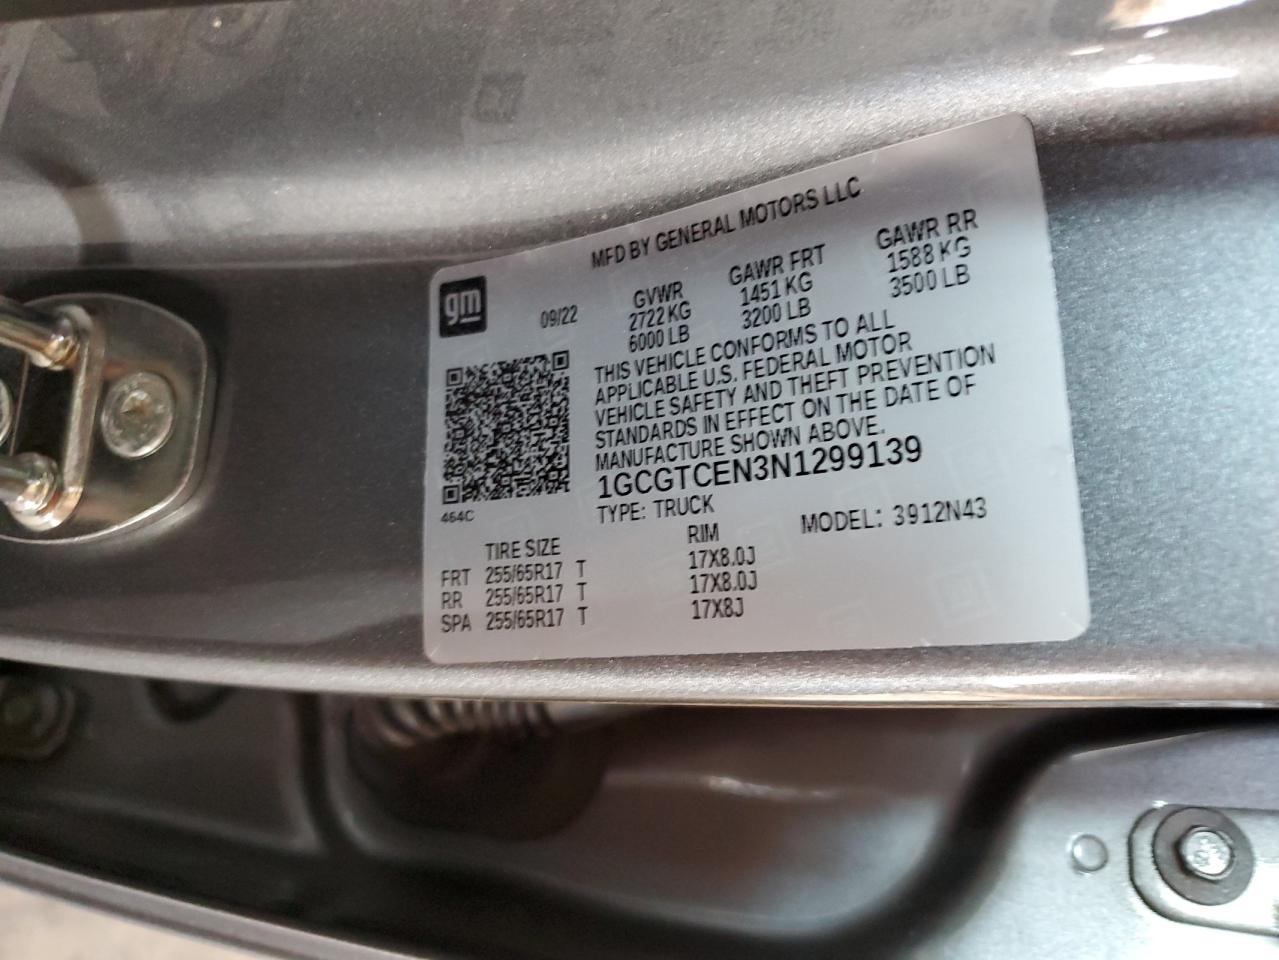 MFD BY GENERAL MOTORS LLC
gm
09/22
GVWR GAWR FRT GAWR RR
2722 KG 1451 KG 1588 KG
6000 LB 3200 LB 3500 LB
THIS VEHICLE CONFORMS TO ALL
APPLICABLE U.S. FEDERAL MOTOR
VEHICLE SAFETY AND THEFT PREVENTION
STANDARDS IN EFFECT ON THE DATE OF
MANUFACTURE SHOWN ABOVE.
1GCGTCEN3N1299139
464C
TYPE: TRUCK MODEL: 3912N43
TIRE SIZE RIM
FRT 255/65R17 T 17X8.0J
RR 255/65R17 T 17X8.0J
SPA 255/65R17 T 17X8J